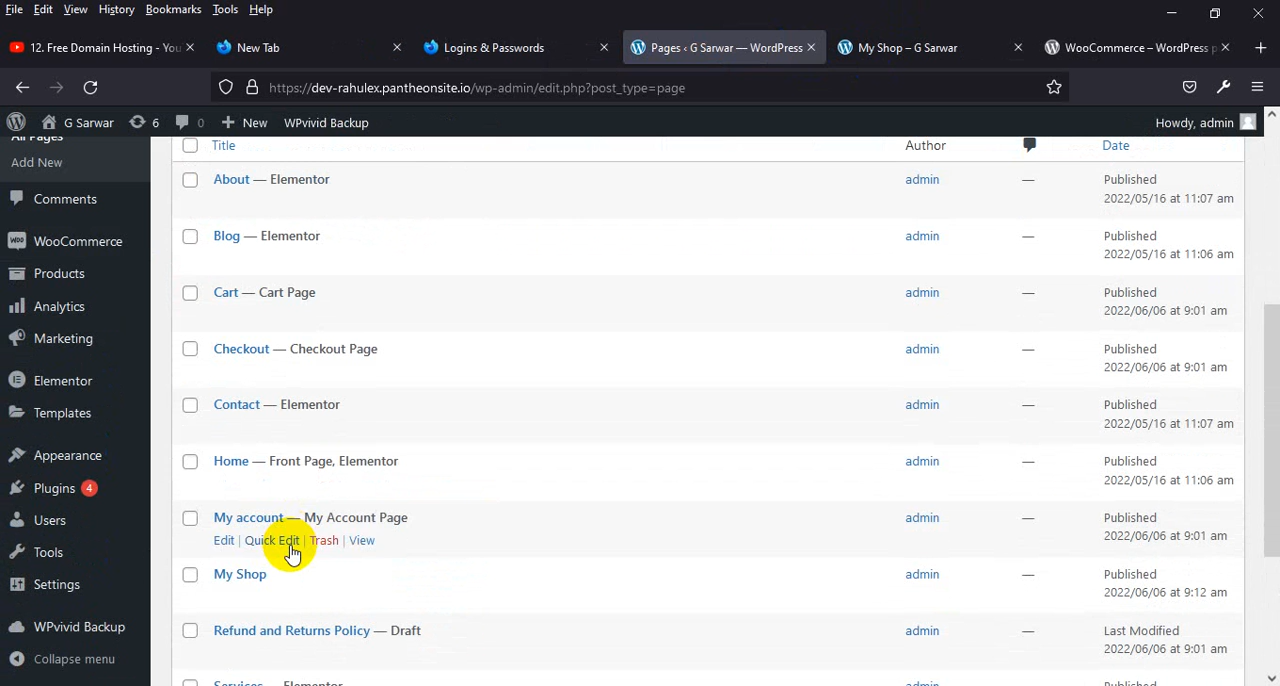 File Edit View History Bookmarks Tools Help
12. Free Domain Hosting - You
New Tab
Logins & Passwords
Pages ‹ G Sarwar — WordPress
My Shop – G Sarwar
WooCommerce – WordPress p
https://dev-rahulex.pantheonsite.io/wp-admin/edit.php?post_type=page
G Sarwar 6 0 New WPvivid Backup Howdy, admin
All Pages
Add New
Comments
WooCommerce
Products
Analytics
Marketing
Elementor
Templates
Appearance
Plugins 4
Users
Tools
Settings
WPvivid Backup
Collapse menu
Title Author Date
About — Elementor admin — Published
2022/05/16 at 11:07 am
Blog — Elementor admin — Published
2022/05/16 at 11:06 am
Cart — Cart Page admin — Published
2022/06/06 at 9:01 am
Checkout — Checkout Page admin — Published
2022/06/06 at 9:01 am
Contact — Elementor admin — Published
2022/05/16 at 11:07 am
Home — Front Page, Elementor admin — Published
2022/05/16 at 11:06 am
My account — My Account Page admin — Published
Edit | Quick Edit | Trash | View 2022/06/06 at 9:01 am
My Shop admin — Published
2022/06/06 at 9:12 am
Refund and Returns Policy — Draft admin — Last Modified
2022/06/06 at 9:01 am
Services — Elementor admin — Published